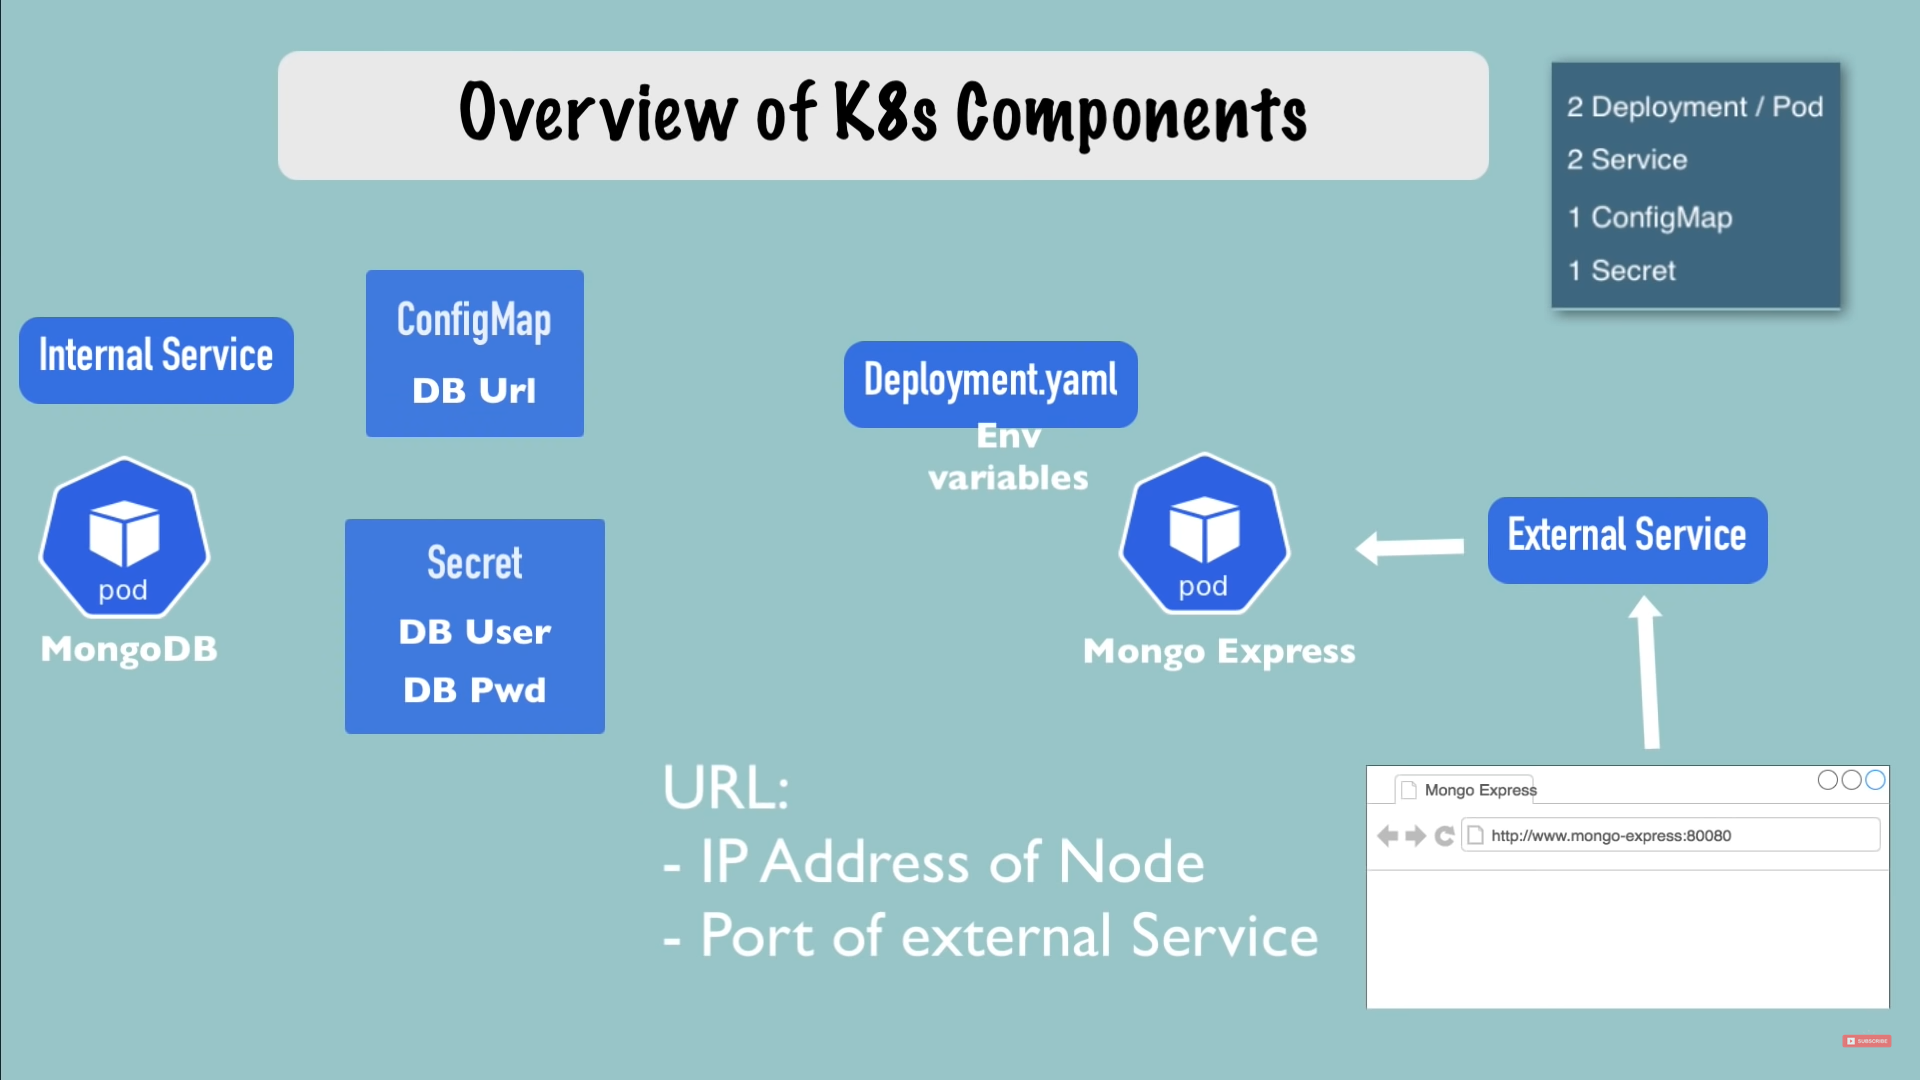 Overview of K8s Components
2 Deployment / Pod
2 Service
1 ConfigMap
1 Secret
Internal Service
pod
MongoDB
ConfigMap
DB Url
Secret
DB User
DB Pwd
Deployment.yaml
Env
variables
pod
Mongo Express
External Service
URL:
- IP Address of Node
- Port of external Service
Mongo Express
http://www.mongo-express:80080
SUBSCRIBE